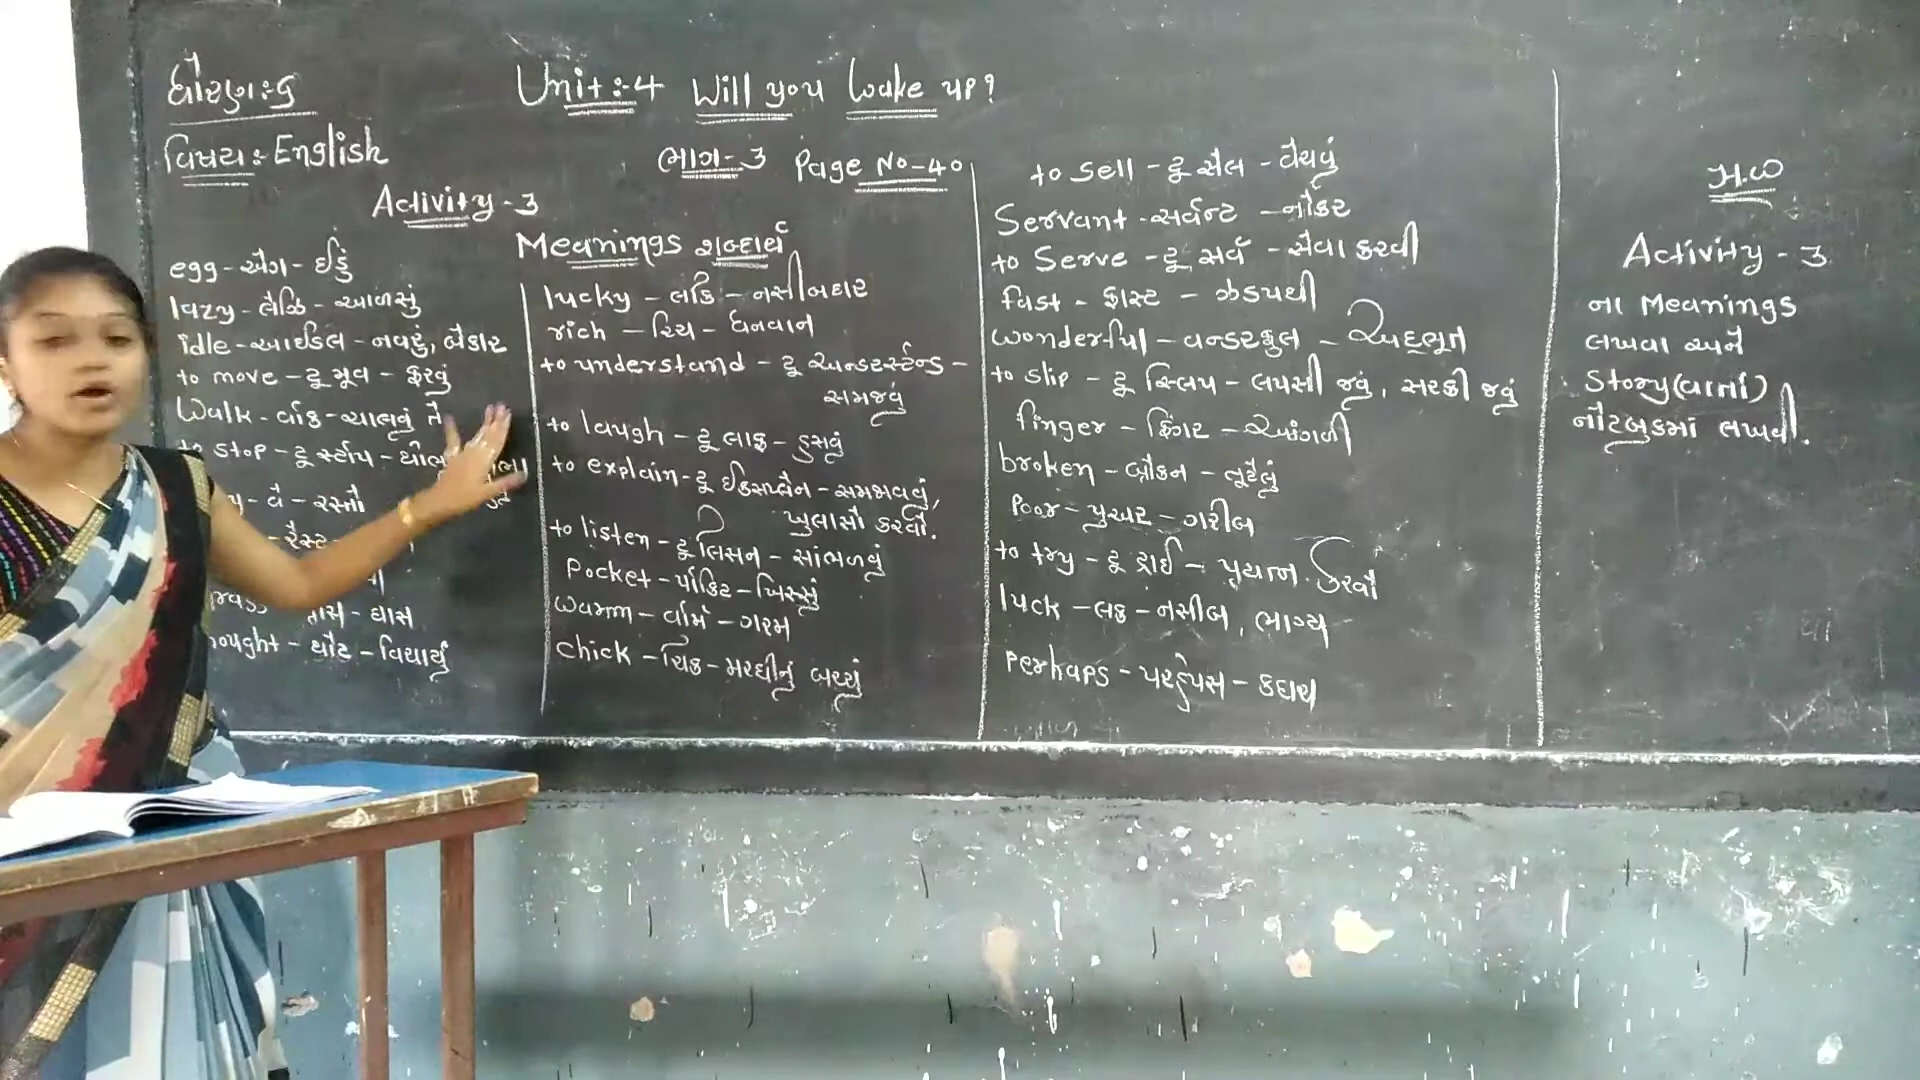 ધોરણ:- ૬
Unit:-4 Will you wake up?
વિષય: English
ભાગ-3 Page No-40
Activity-3
Meanings શબ્દાર્થ
egg - એગ - ઈંડું
lazy - લેઝિ - આળસું
idle - આઈડલ - નવરું, બેકાર
to move - ટૂ મૂવ - ફરવું
Walk - વૉક - ચાલવું તે
stop - ટૂ સ્ટૉપ -
- વે - રસ્તો
- રેસ્ટ
- ઘાસ
ought - થૉટ - વિચાર્યું
lucky - લકિ - નસીબદાર
rich - રિચ - ધનવાન
to understand - ટૂ અન્ડરસ્ટૅન્ડ -
સમજવું
to laugh - ટૂ લાફ - હસવું
to explain - ટૂ ઈકસપ્લેન - સમજાવવું,
ખુલાસો કરવો.
to listen - ટૂ લિસન - સાંભળવું
Pocket - પૉકિટ - ખિસ્સું
warm - વૉર્મ - ગરમ
chick - ચિક - મરઘીનું બચ્ચું
to sell - ટૂ સેલ - વેચવું
Servant - સર્વન્ટ - નોકર
to Serve - ટૂ સર્વ - સેવા કરવી
fast - ફાસ્ટ - ઝડપથી
wonderful - વન્ડરફુલ - અદ્ભૂત
to slip - ટૂ સ્લિપ - લપસી જવું, સરકી જવું
finger - ફિંગર - આંગળી
broken - બ્રોકન - તૂટેલું
Poor - પુઅર - ગરીબ
to try - ટૂ ટ્રાઈ - પ્રયત્ન કરવો
luck - લક - નસીબ, ભાગ્ય
Perhaps - પરહેપ્સ - કદાચ
H.W
Activity - 3
ના Meanings
લખવા અને
Story (વાર્તા)
નોટબુકમાં લખવી.